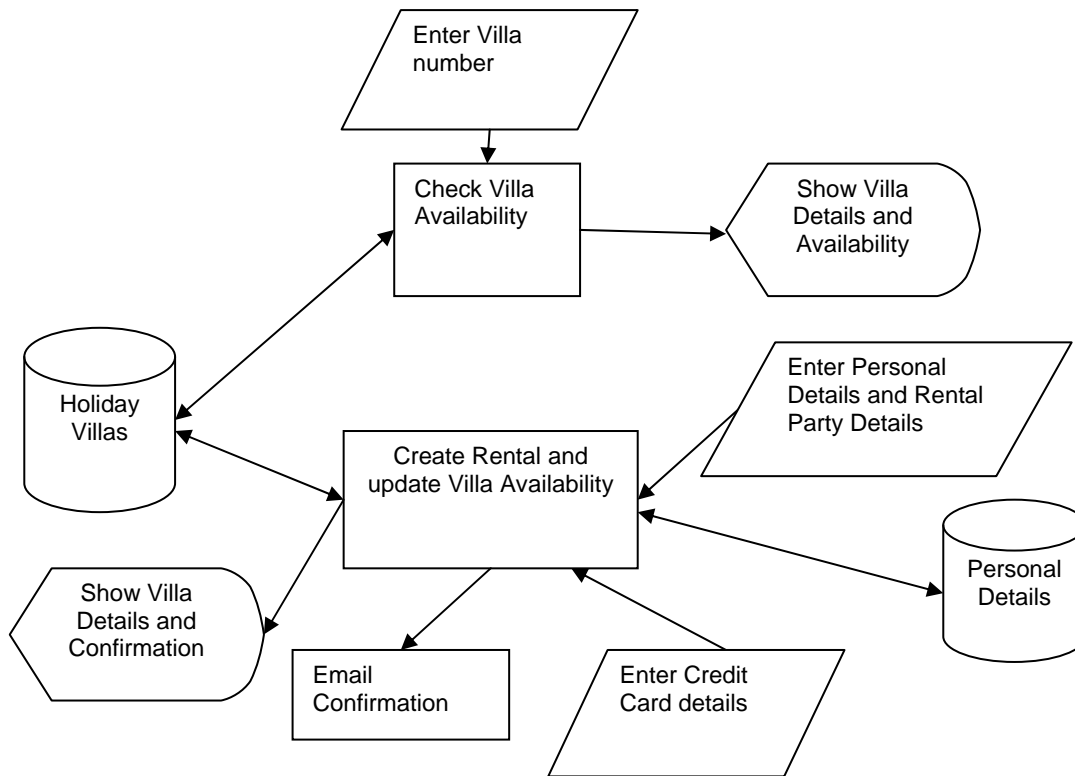 Enter Villa
number
Check Villa
Availability
Show Villa
Details and
Availability
Holiday
Villas
Enter Personal
Details and Rental
Party Details
Create Rental and
update Villa Availability
Personal
Details
Show Villa
Details and
Confirmation
Email
Confirmation
Enter Credit
Card details